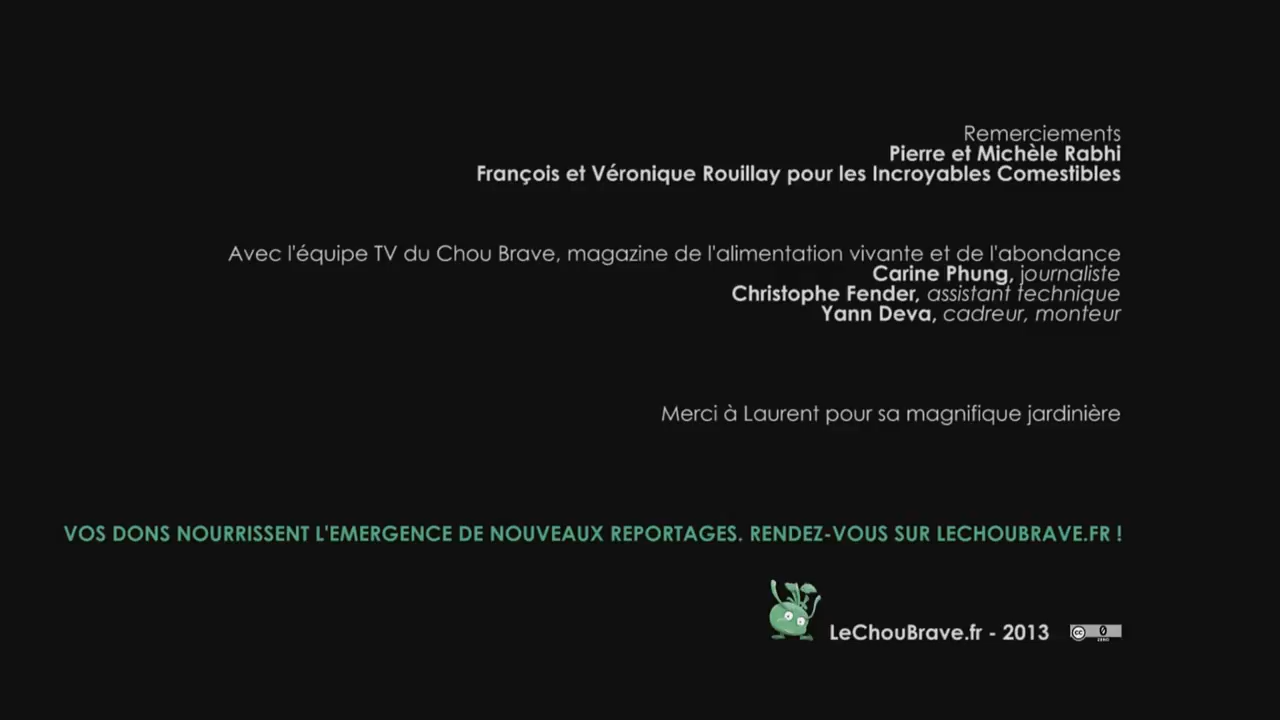 Remerciements
Pierre et Michèle Rabhi
François et Véronique Rouillay pour les Incroyables Comestibles
Avec l'équipe TV du Chou Brave, magazine de l'alimentation vivante et de l'abondance
Carine Phung, journaliste
Christophe Fender, assistant technique
Yann Deva, cadreur, monteur
Merci à Laurent pour sa magnifique jardinière
VOS DONS NOURRISSENT L'EMERGENCE DE NOUVEAUX REPORTAGES. RENDEZ-VOUS SUR LECHOUBRAVE.FR !
LeChouBrave.fr - 2013 cc 0
ZERO